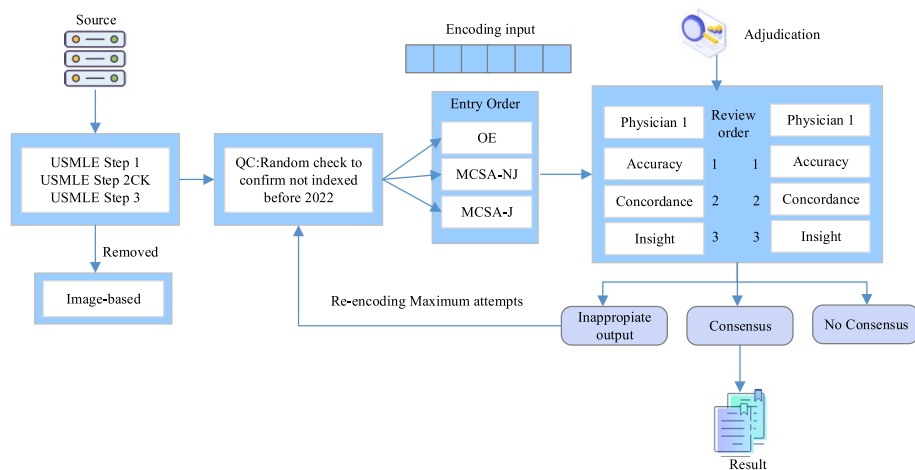 Source
Encoding input
Adjudication
USMLE Step 1
USMLE Step 2CK
USMLE Step 3
QC:Random check to
confirm not indexed
before 2022
Entry Order
OE
MCSA-NJ
MCSA-J
Physician 1
Review
order
Physician 1
Accuracy
1 1
Accuracy
Concordance
2 2
Concordance
Insight
3 3
Insight
Removed
Image-based
Re-encoding Maximum attempts
Inappropiate
output
Consensus
No Consensus
Result